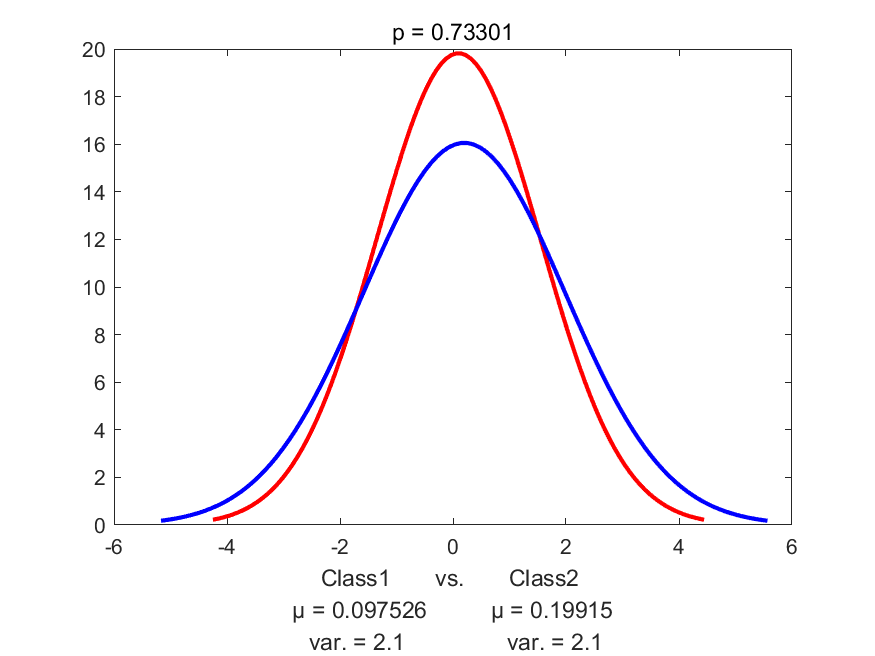 p = 0.73301
20
18
16
14
12
10
8
6
4
2
0
-6 -4 -2 0 2 4 6
Class1 vs. Class2
μ = 0.097526 μ = 0.19915
var. = 2.1 var. = 2.1